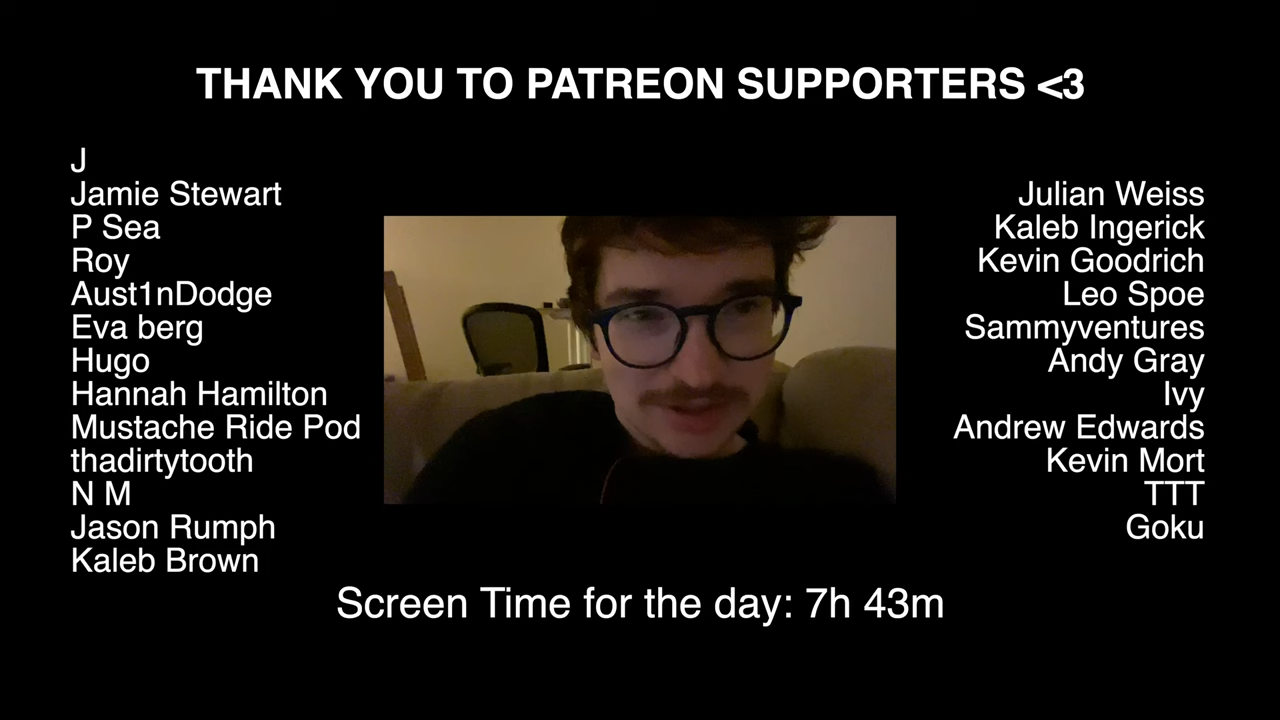 THANK YOU TO PATREON SUPPORTERS <3
J
Jamie Stewart
P Sea
Roy
Aust1nDodge
Eva berg
Hugo
Hannah Hamilton
Mustache Ride Pod
thadirtytooth
N M
Jason Rumph
Kaleb Brown
Julian Weiss
Kaleb Ingerick
Kevin Goodrich
Leo Spoe
Sammyventures
Andy Gray
Ivy
Andrew Edwards
Kevin Mort
TTT
Goku
Screen Time for the day: 7h 43m